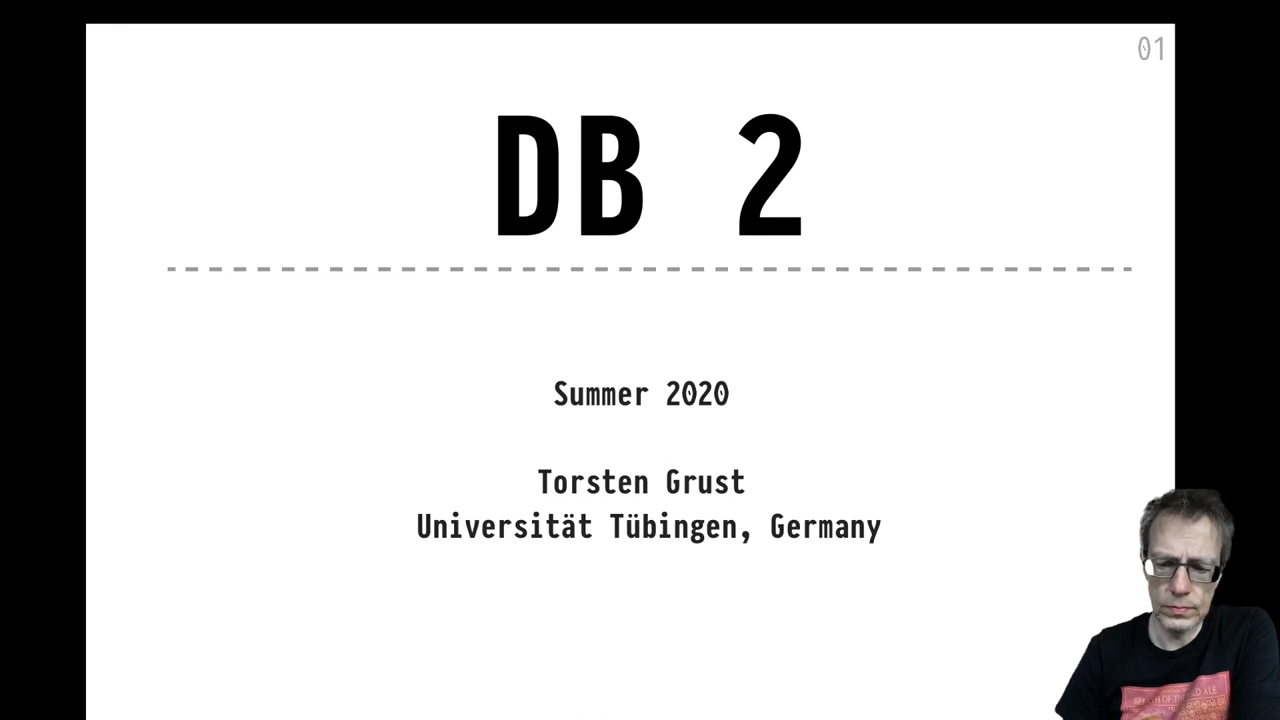 01
DB 2
Summer 2020
Torsten Grust
Universität Tübingen, Germany